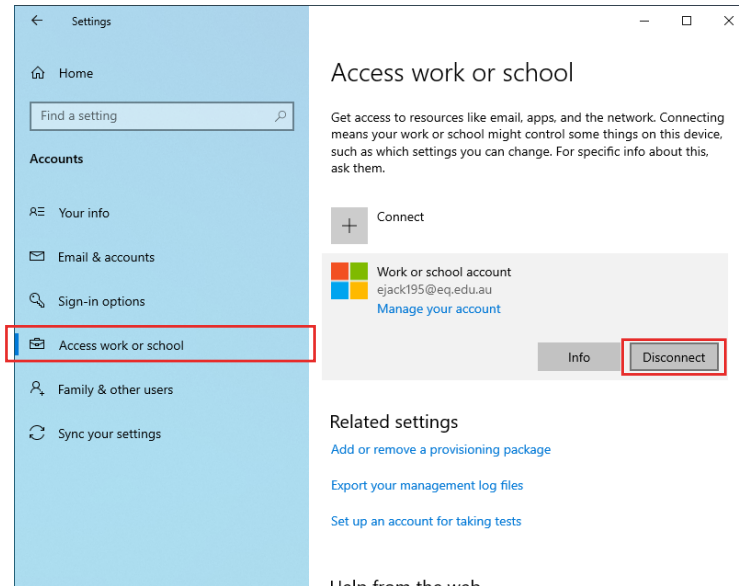 Settings
Home
Find a setting
Accounts
Your info
Email & accounts
Sign-in options
Access work or school
Family & other users
Sync your settings
Access work or school
Get access to resources like email, apps, and the network. Connecting
means your work or school might control some things on this device,
such as which settings you can change. For specific info about this,
ask them.
Connect
Work or school account
ejack195@eq.edu.au
Manage your account
Info Disconnect
Related settings
Add or remove a provisioning package
Export your management log files
Set up an account for taking tests
Help from the web